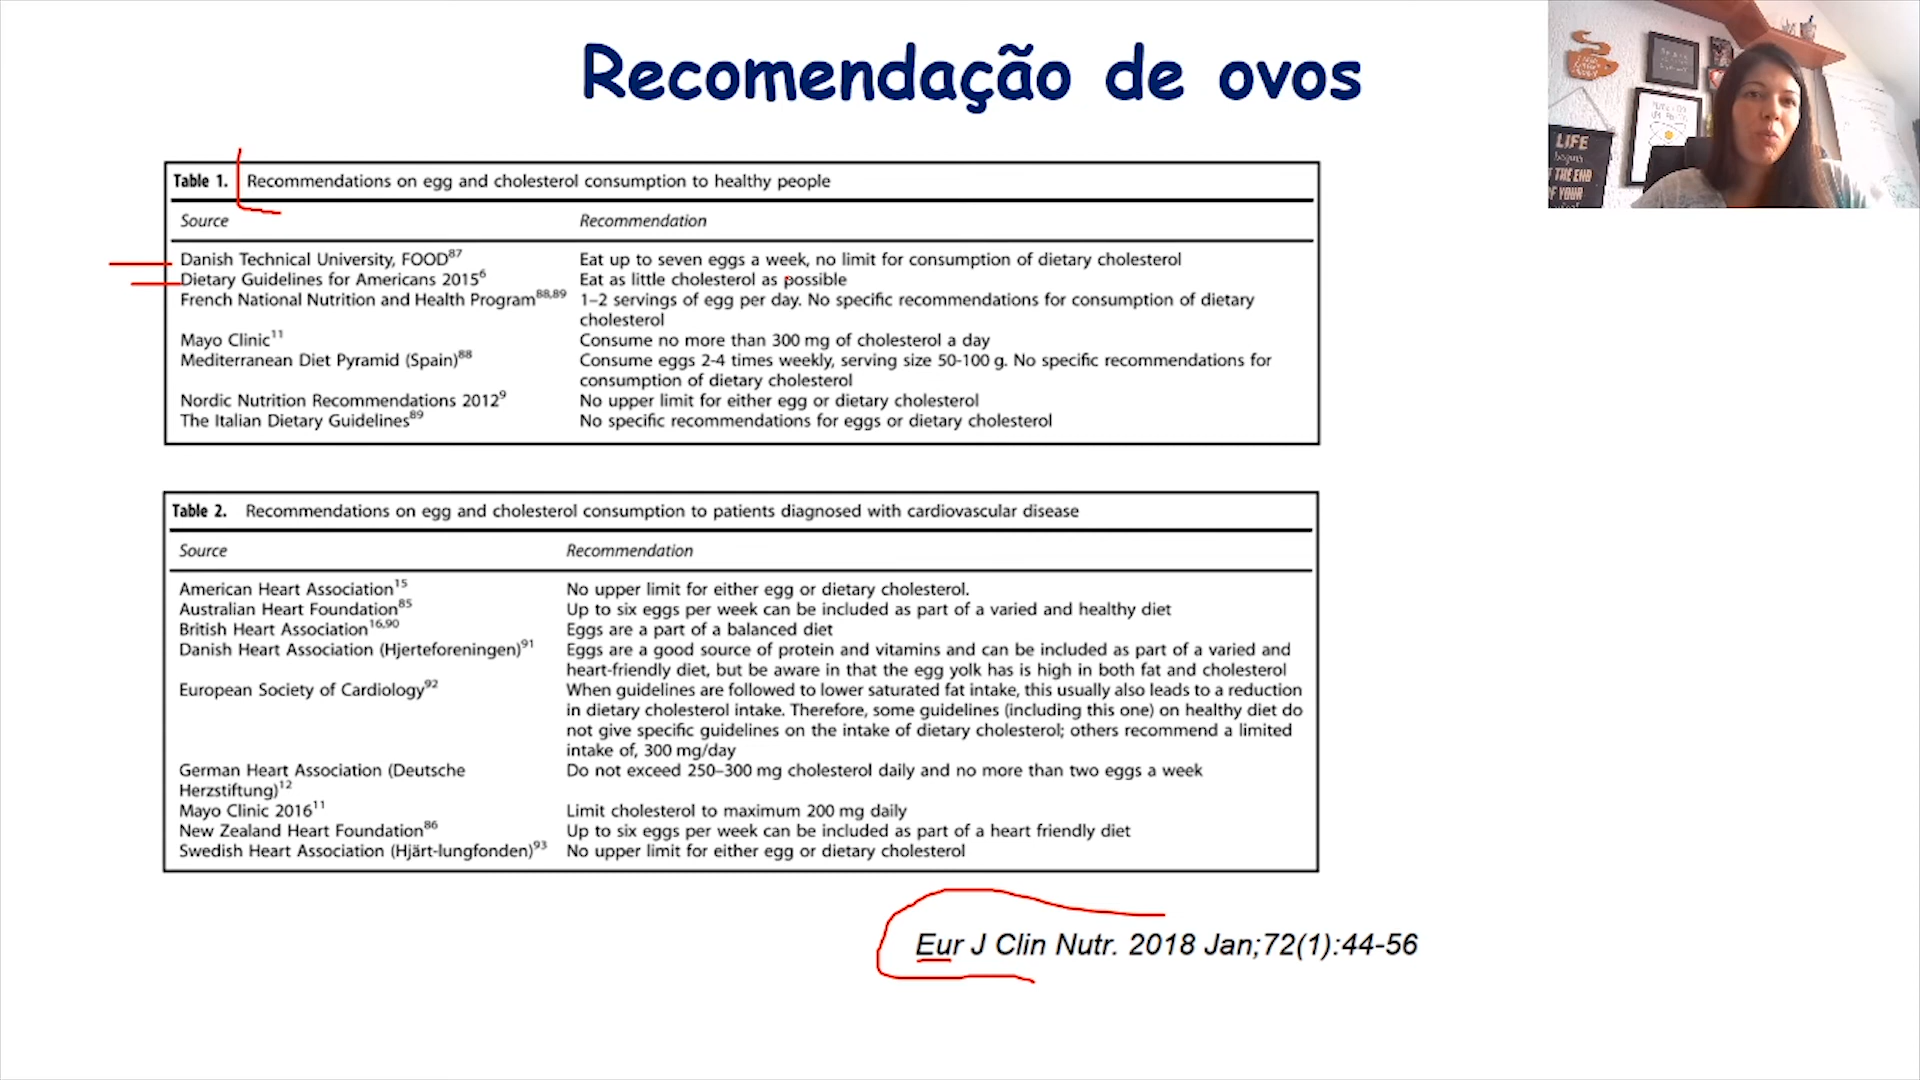 Recomendação de ovos
Table 1. Recommendations on egg and cholesterol consumption to healthy people
Source Recommendation
Danish Technical University, FOOD87 Eat up to seven eggs a week, no limit for consumption of dietary cholesterol
Dietary Guidelines for Americans 20156 Eat as little cholesterol as possible
French National Nutrition and Health Program88,89 1–2 servings of egg per day. No specific recommendations for consumption of dietary
cholesterol
Mayo Clinic11 Consume no more than 300 mg of cholesterol a day
Mediterranean Diet Pyramid (Spain)88 Consume eggs 2-4 times weekly, serving size 50-100 g. No specific recommendations for
consumption of dietary cholesterol
Nordic Nutrition Recommendations 20129 No upper limit for either egg or dietary cholesterol
The Italian Dietary Guidelines89 No specific recommendations for eggs or dietary cholesterol
Table 2. Recommendations on egg and cholesterol consumption to patients diagnosed with cardiovascular disease
Source Recommendation
American Heart Association15 No upper limit for either egg or dietary cholesterol.
Australian Heart Foundation85 Up to six eggs per week can be included as part of a varied and healthy diet
British Heart Association16,90 Eggs are a part of a balanced diet
Danish Heart Association (Hjerteforeningen)91 Eggs are a good source of protein and vitamins and can be included as part of a varied and
heart-friendly diet, but be aware in that the egg yolk has is high in both fat and cholesterol
European Society of Cardiology92 When guidelines are followed to lower saturated fat intake, this usually also leads to a reduction
in dietary cholesterol intake. Therefore, some guidelines (including this one) on healthy diet do
not give specific guidelines on the intake of dietary cholesterol; others recommend a limited
intake of, 300 mg/day
German Heart Association (Deutsche Do not exceed 250–300 mg cholesterol daily and no more than two eggs a week
Herzstiftung)12
Mayo Clinic 201611 Limit cholesterol to maximum 200 mg daily
New Zealand Heart Foundation86 Up to six eggs per week can be included as part of a heart friendly diet
Swedish Heart Association (Hjärt-lungfonden)93 No upper limit for either egg or dietary cholesterol
Eur J Clin Nutr. 2018 Jan;72(1):44-56
LIFE
begins
THE END
OF YOUR